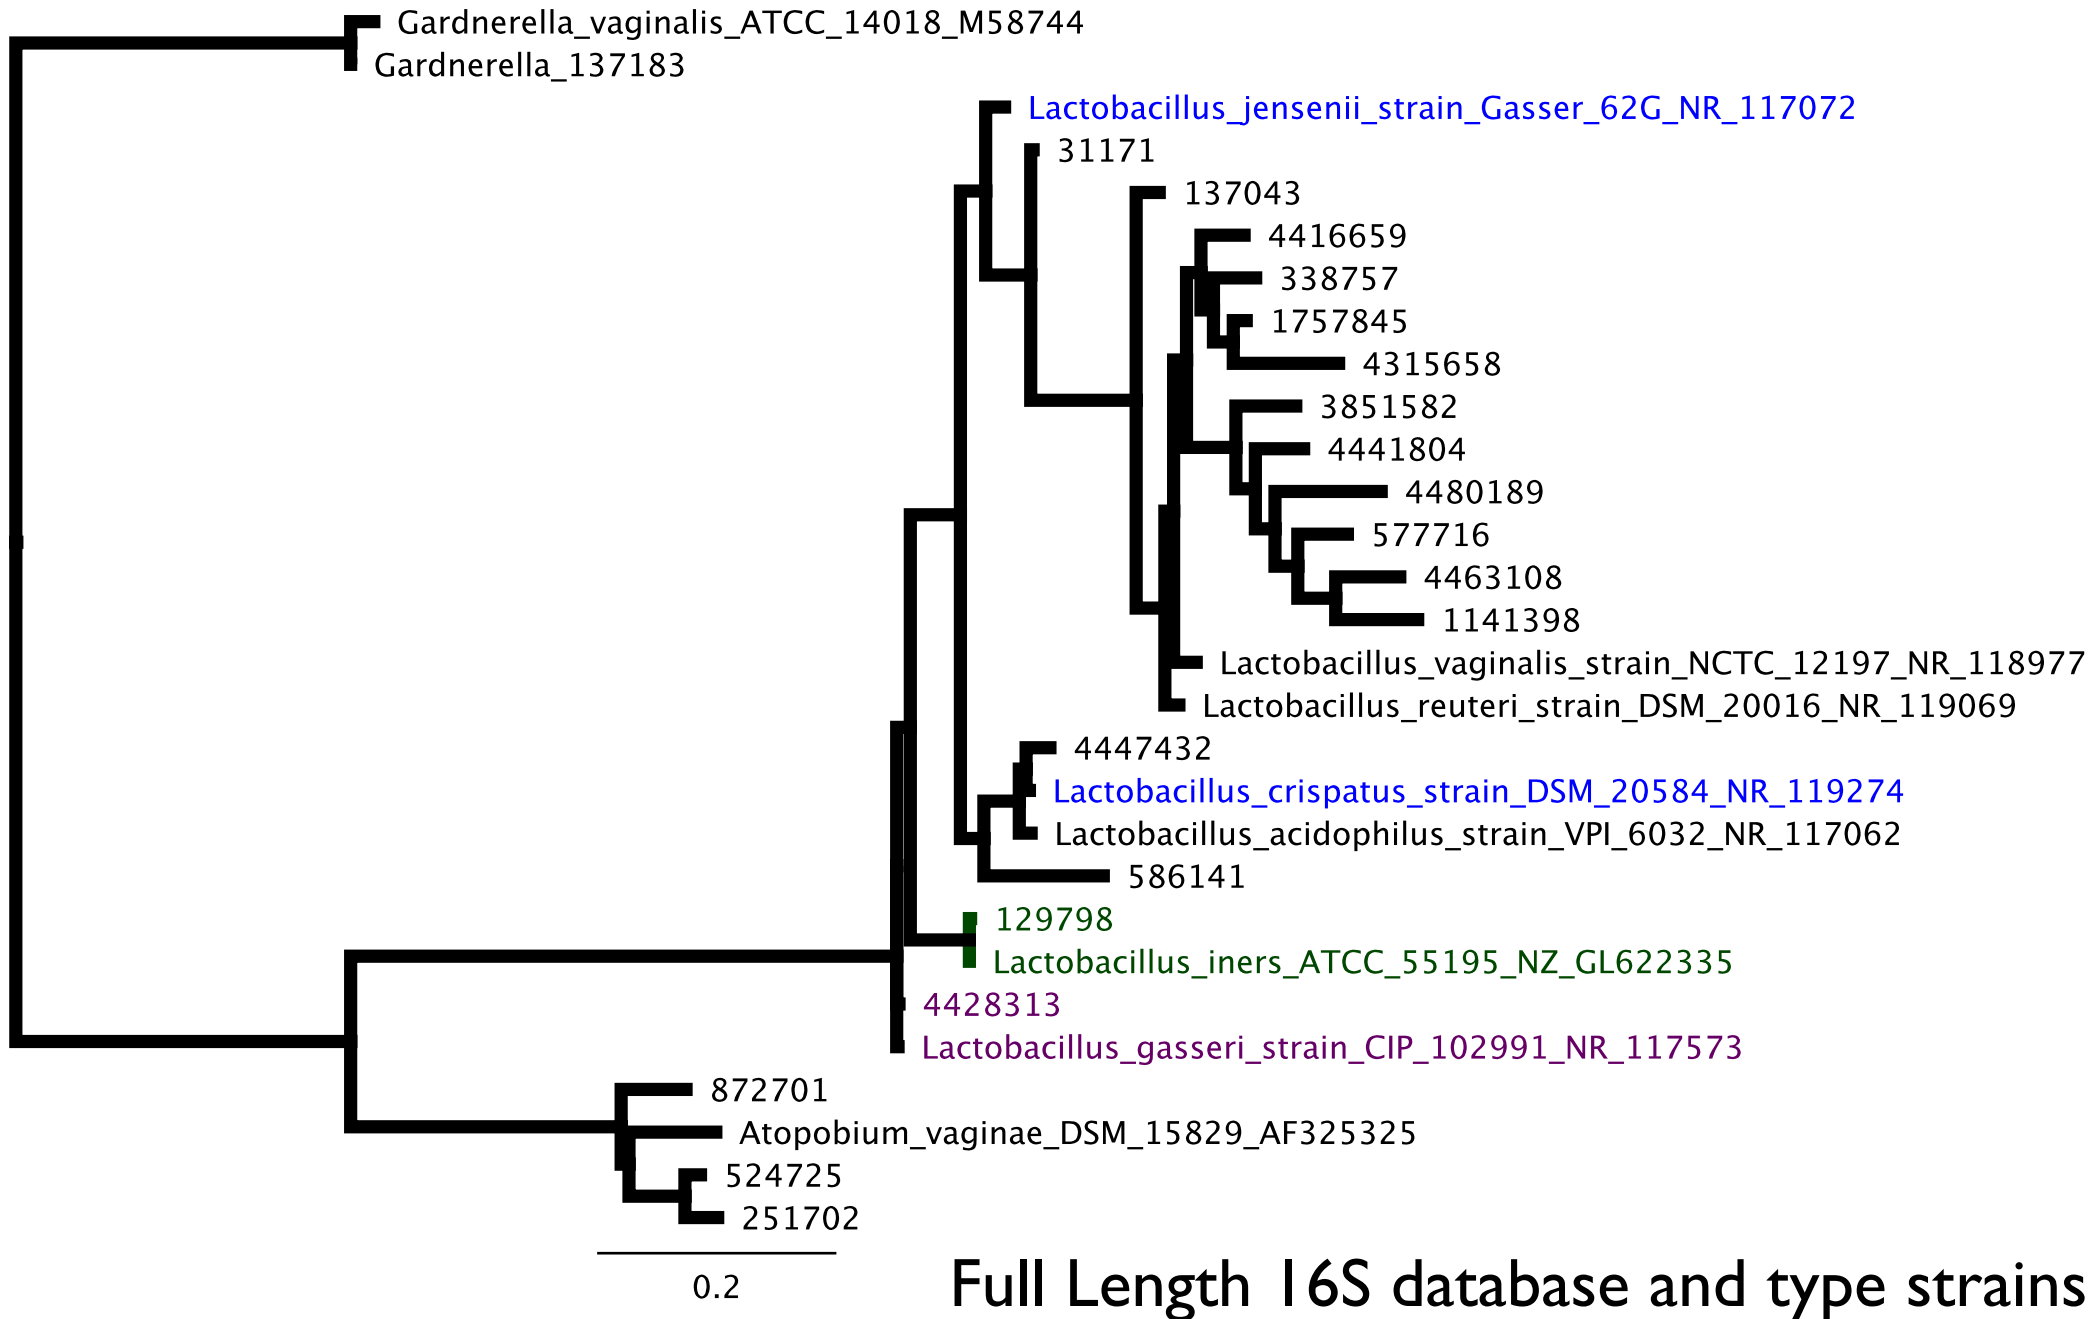 Gardnerella_vaginalis_ATCC_14018_M58744
Gardnerella_137183
Lactobacillus_jensenii_strain_Gasser_62G_NR_117072
31171
137043
4416659
338757
1757845
4315658
3851582
4441804
4480189
577716
4463108
1141398
Lactobacillus_vaginalis_strain_NCTC_12197_NR_118977
Lactobacillus_reuteri_strain_DSM_20016_NR_119069
4447432
Lactobacillus_crispatus_strain_DSM_20584_NR_119274
Lactobacillus_acidophilus_strain_VPI_6032_NR_117062
586141
129798
Lactobacillus_iners_ATCC_55195_NZ_GL622335
4428313
Lactobacillus_gasseri_strain_CIP_102991_NR_117573
872701
Atopobium_vaginae_DSM_15829_AF325325
524725
251702
0.2
Full Length 16S database and type strains